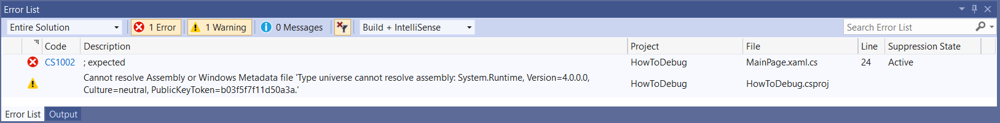 Error List
Entire Solution 1 Error 1 Warning 0 Messages Build + IntelliSense Search Error List
Code Description Project File Line Suppression State
CS1002 ; expected HowToDebug MainPage.xaml.cs 24 Active
Cannot resolve Assembly or Windows Metadata file 'Type universe cannot resolve assembly: System.Runtime, Version=4.0.0.0,
Culture=neutral, PublicKeyToken=b03f5f7f11d50a3a.' HowToDebug HowToDebug.csproj
Error List Output